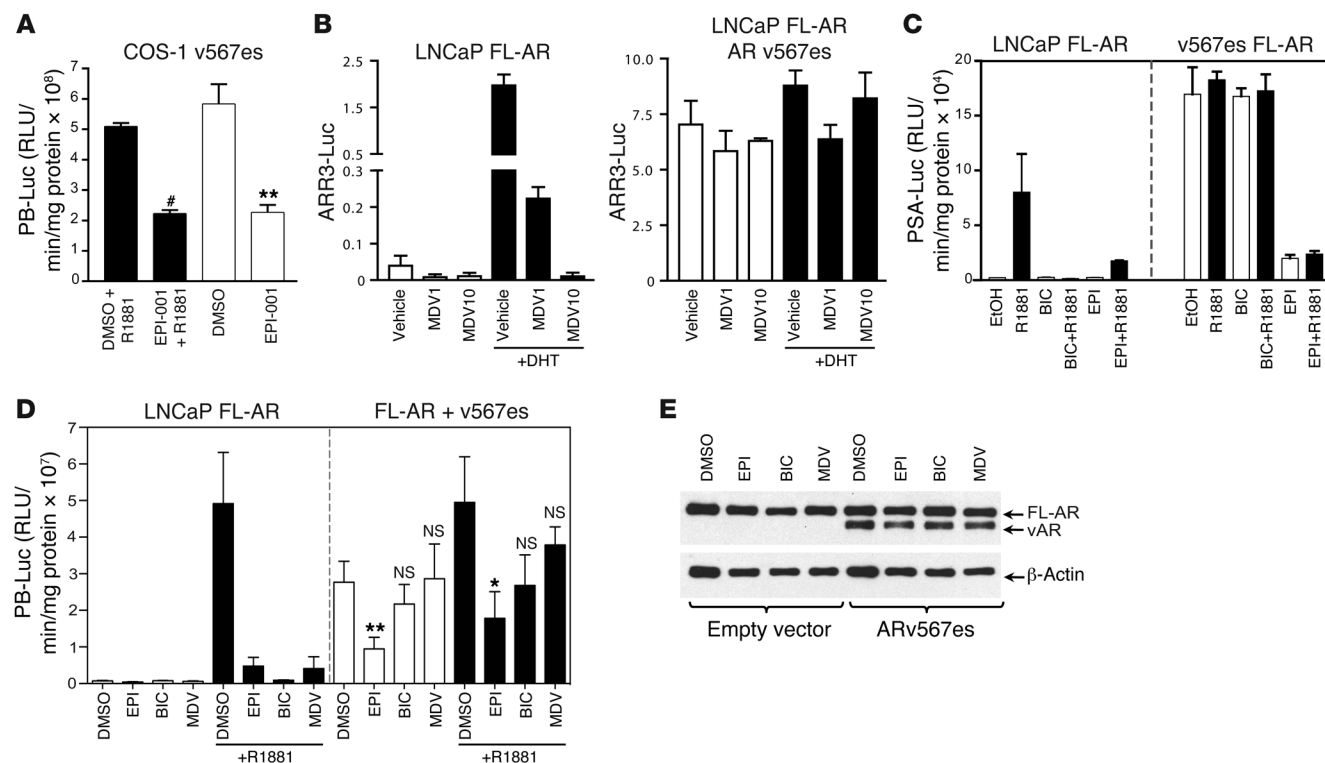 A
COS-1 v567es
PB-Luc (RLU/
min/mg protein × 10⁸)
7
6
5
4
3
2
1
0
#
**
DMSO +
R1881
EPI-001
+ R1881
DMSO
EPI-001
B
LNCaP FL-AR
ARR3-Luc
2.5
1.5
0.5
0.3
0.2
0.1
0
Vehicle
MDV1
MDV10
Vehicle
MDV1
MDV10
+DHT
LNCaP FL-AR
AR v567es
ARR3-Luc
10.0
7.5
5.0
2.5
0
Vehicle
MDV1
MDV10
Vehicle
MDV1
MDV10
+DHT
C
LNCaP FL-AR
v567es FL-AR
PSA-Luc (RLU/
min/mg protein × 10⁴)
20
10
0
EtOH
R1881
BIC
BIC+R1881
EPI
EPI+R1881
EtOH
R1881
BIC
BIC+R1881
EPI
EPI+R1881
D
LNCaP FL-AR
FL-AR + v567es
PB-Luc (RLU/
min/mg protein × 10⁷)
7
6
5
4
3
2
1
0
**
NS
NS
*
NS
NS
DMSO
EPI
BIC
MDV
DMSO
EPI
BIC
MDV
DMSO
EPI
BIC
MDV
DMSO
EPI
BIC
MDV
+R1881
+R1881
E
DMSO
EPI
BIC
MDV
DMSO
EPI
BIC
MDV
FL-AR
vAR
β-Actin
Empty vector
ARv567es